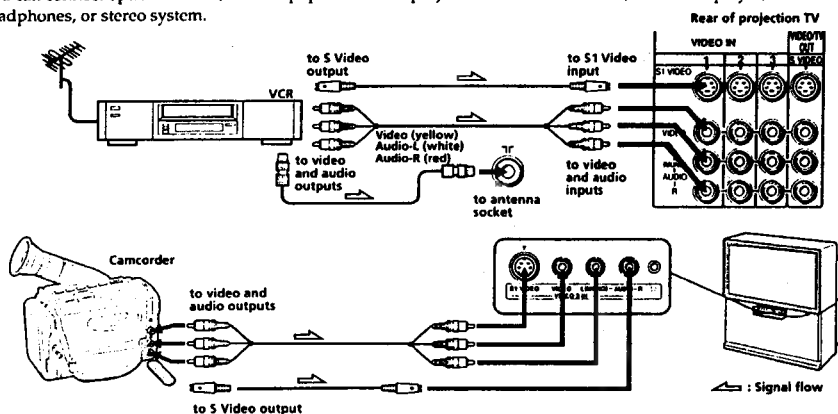 adphones, or stereo system.
Rear of projection TV
VIDEO IN
VIDEO/TV
OUT
1 2 3 S VIDEO
S1 VIDEO
to S Video
output
to S1 Video
input
VCR
Video (yellow)
Audio-L (white)
Audio-R (red)
to video
and audio
outputs
to antenna
socket
to video
and audio
inputs
VIDEO
AUDIO
R
Camcorder
to video and
audio outputs
S1 VIDEO VIDEO AUDIO-R
to S Video output
: Signal flow